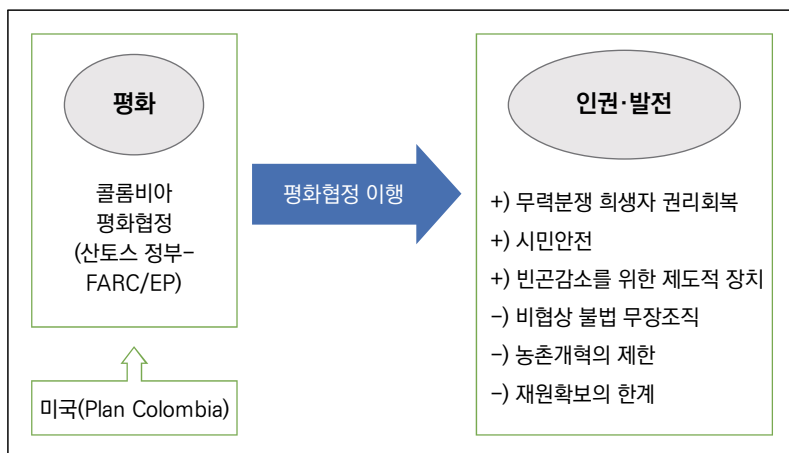 평화
콜롬비아
평화협정
(산토스 정부-
FARC/EP)
미국(Plan Colombia)
평화협정 이행
인권·발전
+) 무력분쟁 희생자 권리회복
+) 시민안전
+) 빈곤감소를 위한 제도적 장치
-) 비협상 불법 무장조직
-) 농촌개혁의 제한
-) 재원확보의 한계